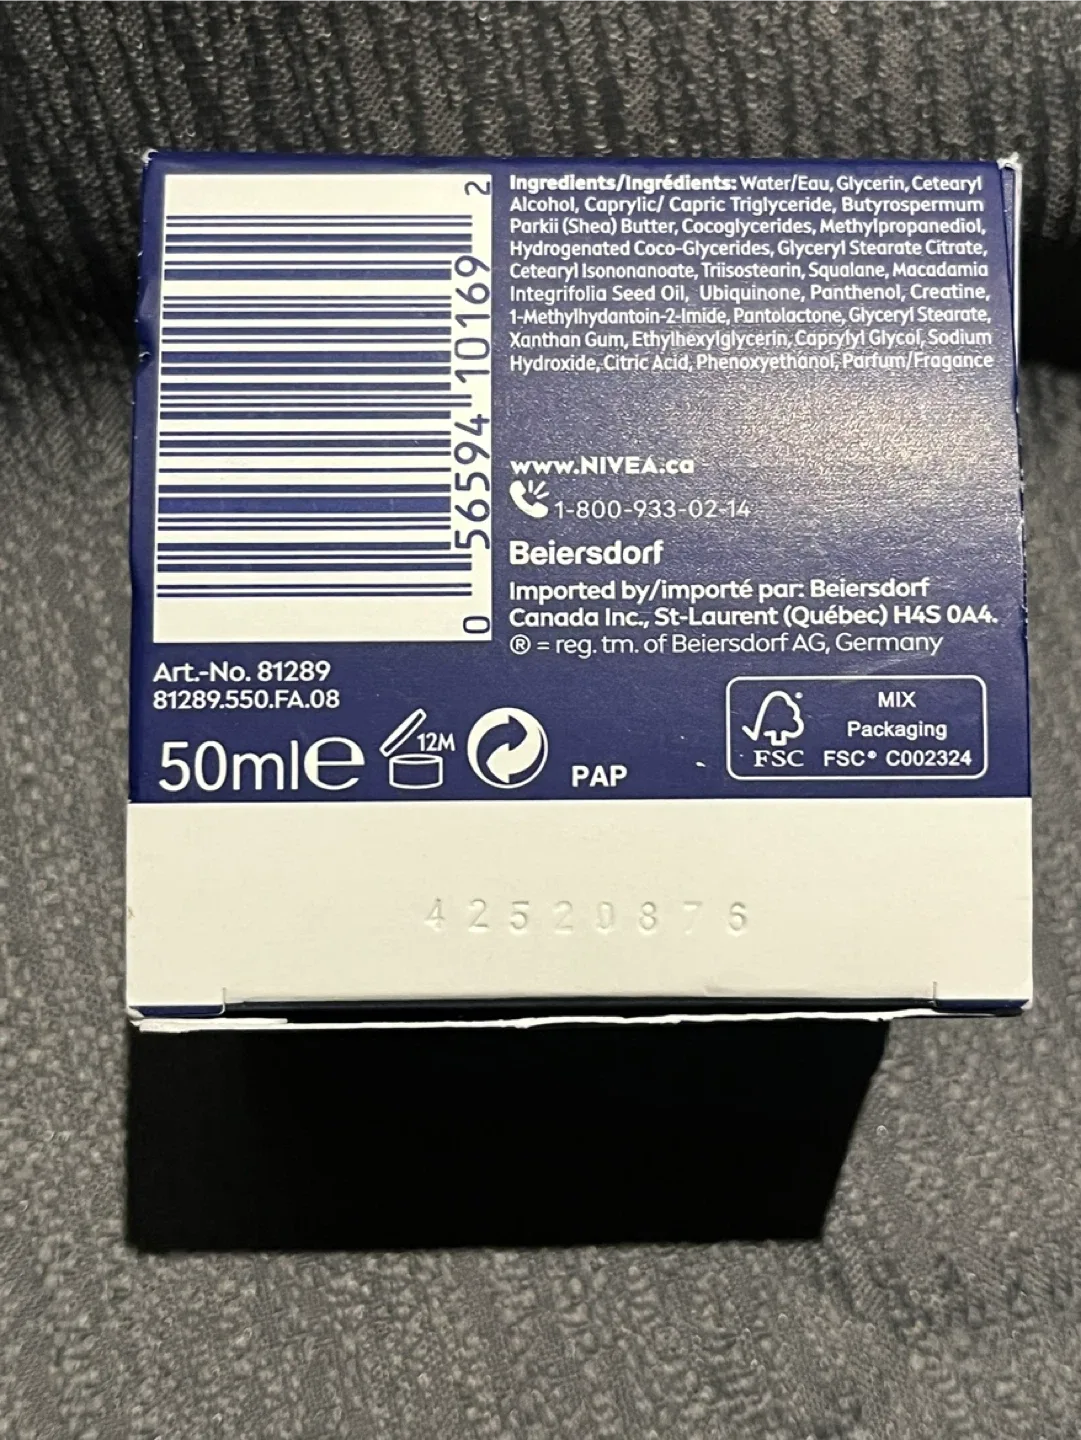 0 56594 10169 2
Ingredients/Ingrédients: Water/Eau, Glycerin, Cetearyl
Alcohol, Caprylic/ Capric Triglyceride, Butyrospermum
Parkii (Shea) Butter, Cocoglycerides, Methylpropanediol,
Hydrogenated Coco-Glycerides, Glyceryl Stearate Citrate,
Cetearyl Isononanoate, Triisostearin, Squalane, Macadamia
Integrifolia Seed Oil, Ubiquinone, Panthenol, Creatine,
1-Methylhydantoin-2-Imide, Pantolactone, Glyceryl Stearate,
Xanthan Gum, Ethylhexylglycerin, Caprylyl Glycol, Sodium
Hydroxide, Citric Acid, Phenoxyethanol, Parfum/Fragance
www.NIVEA.ca
1-800-933-02-14
Beiersdorf
Imported by/importé par: Beiersdorf
Canada Inc., St-Laurent (Québec) H4S 0A4.
® = reg. tm. of Beiersdorf AG, Germany
Art.-No. 81289
81289.550.FA.08
50ml℮
12M
PAP
FSC
MIX
Packaging
FSC® C002324
42520876